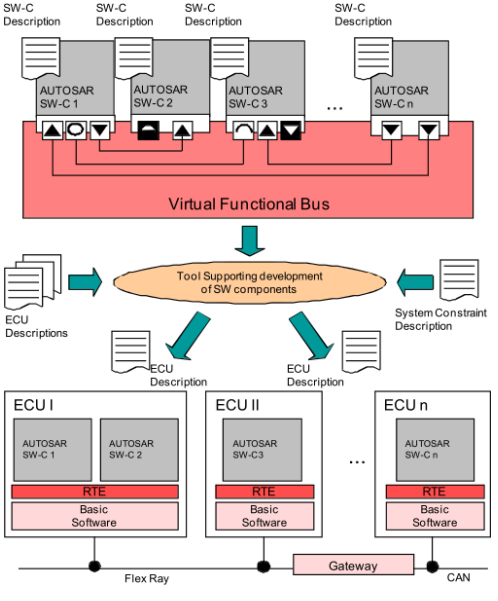 SW-C
Description
SW-C
Description
SW-C
Description
SW-C
Description
AUTOSAR
SW-C 1
AUTOSAR
SW-C 2
AUTOSAR
SW-C 3
...
AUTOSAR
SW-C n
Virtual Functional Bus
Tool Supporting development
of SW components
ECU
Descriptions
System Constraint
Description
ECU
Description
ECU
Description
ECU I
AUTOSAR
SW-C 1
AUTOSAR
SW-C 2
RTE
Basic
Software
ECU II
AUTOSAR
SW-C3
RTE
Basic
Software
...
ECU n
AUTOSAR
SW-C n
RTE
Basic
Software
Flex Ray
Gateway
CAN